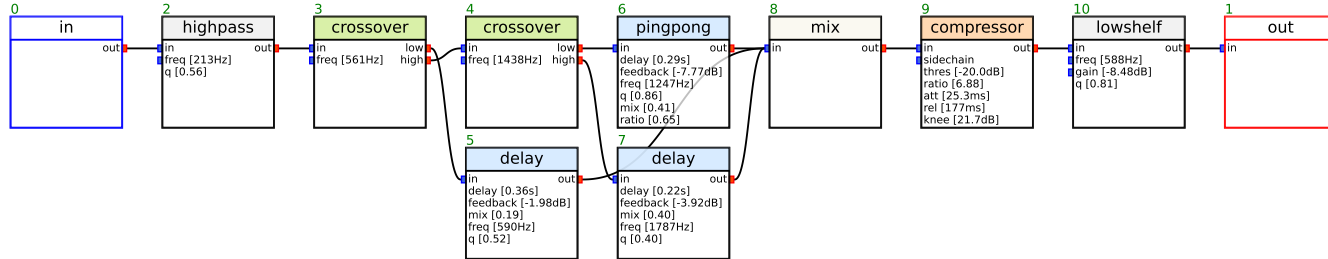 0
in
out
2
highpass
in out
freq [213Hz]
q [0.56]
3
crossover
in low
freq [561Hz] high
4
crossover
in low
freq [1438Hz] high
6
pingpong
in out
delay [0.29s]
feedback [-7.77dB]
freq [1247Hz]
q [0.86]
mix [0.41]
ratio [0.65]
8
mix
in out
9
compressor
in out
sidechain
thres [-20.0dB]
ratio [6.88]
att [25.3ms]
rel [177ms]
knee [21.7dB]
10
lowshelf
in out
freq [588Hz]
gain [-8.48dB]
q [0.81]
1
out
in
5
delay
in out
delay [0.36s]
feedback [-1.98dB]
mix [0.19]
freq [590Hz]
q [0.52]
7
delay
in out
delay [0.22s]
feedback [-3.92dB]
mix [0.40]
freq [1787Hz]
q [0.40]